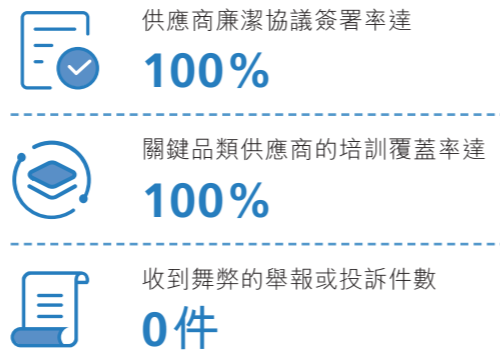 供應商廉潔協議簽署率達
100%
關鍵品類供應商的培訓覆蓋率達
100%
收到舞弊的舉報或投訴件數
0件